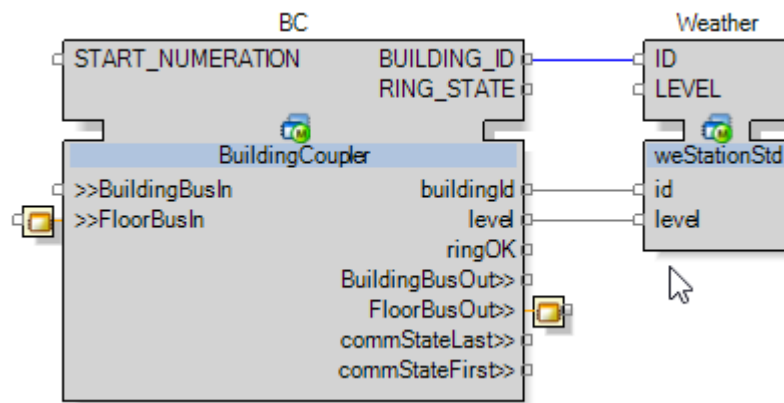 BC
Weather
START_NUMERATION
BUILDING_ID
RING_STATE
ID
LEVEL
M
M
BuildingCoupler
weStationStd
>>BuildingBusIn
>>FloorBusIn
buildingId
level
ringOK
BuildingBusOut>>
FloorBusOut>>
commStateLast>>
commStateFirst>>
id
level